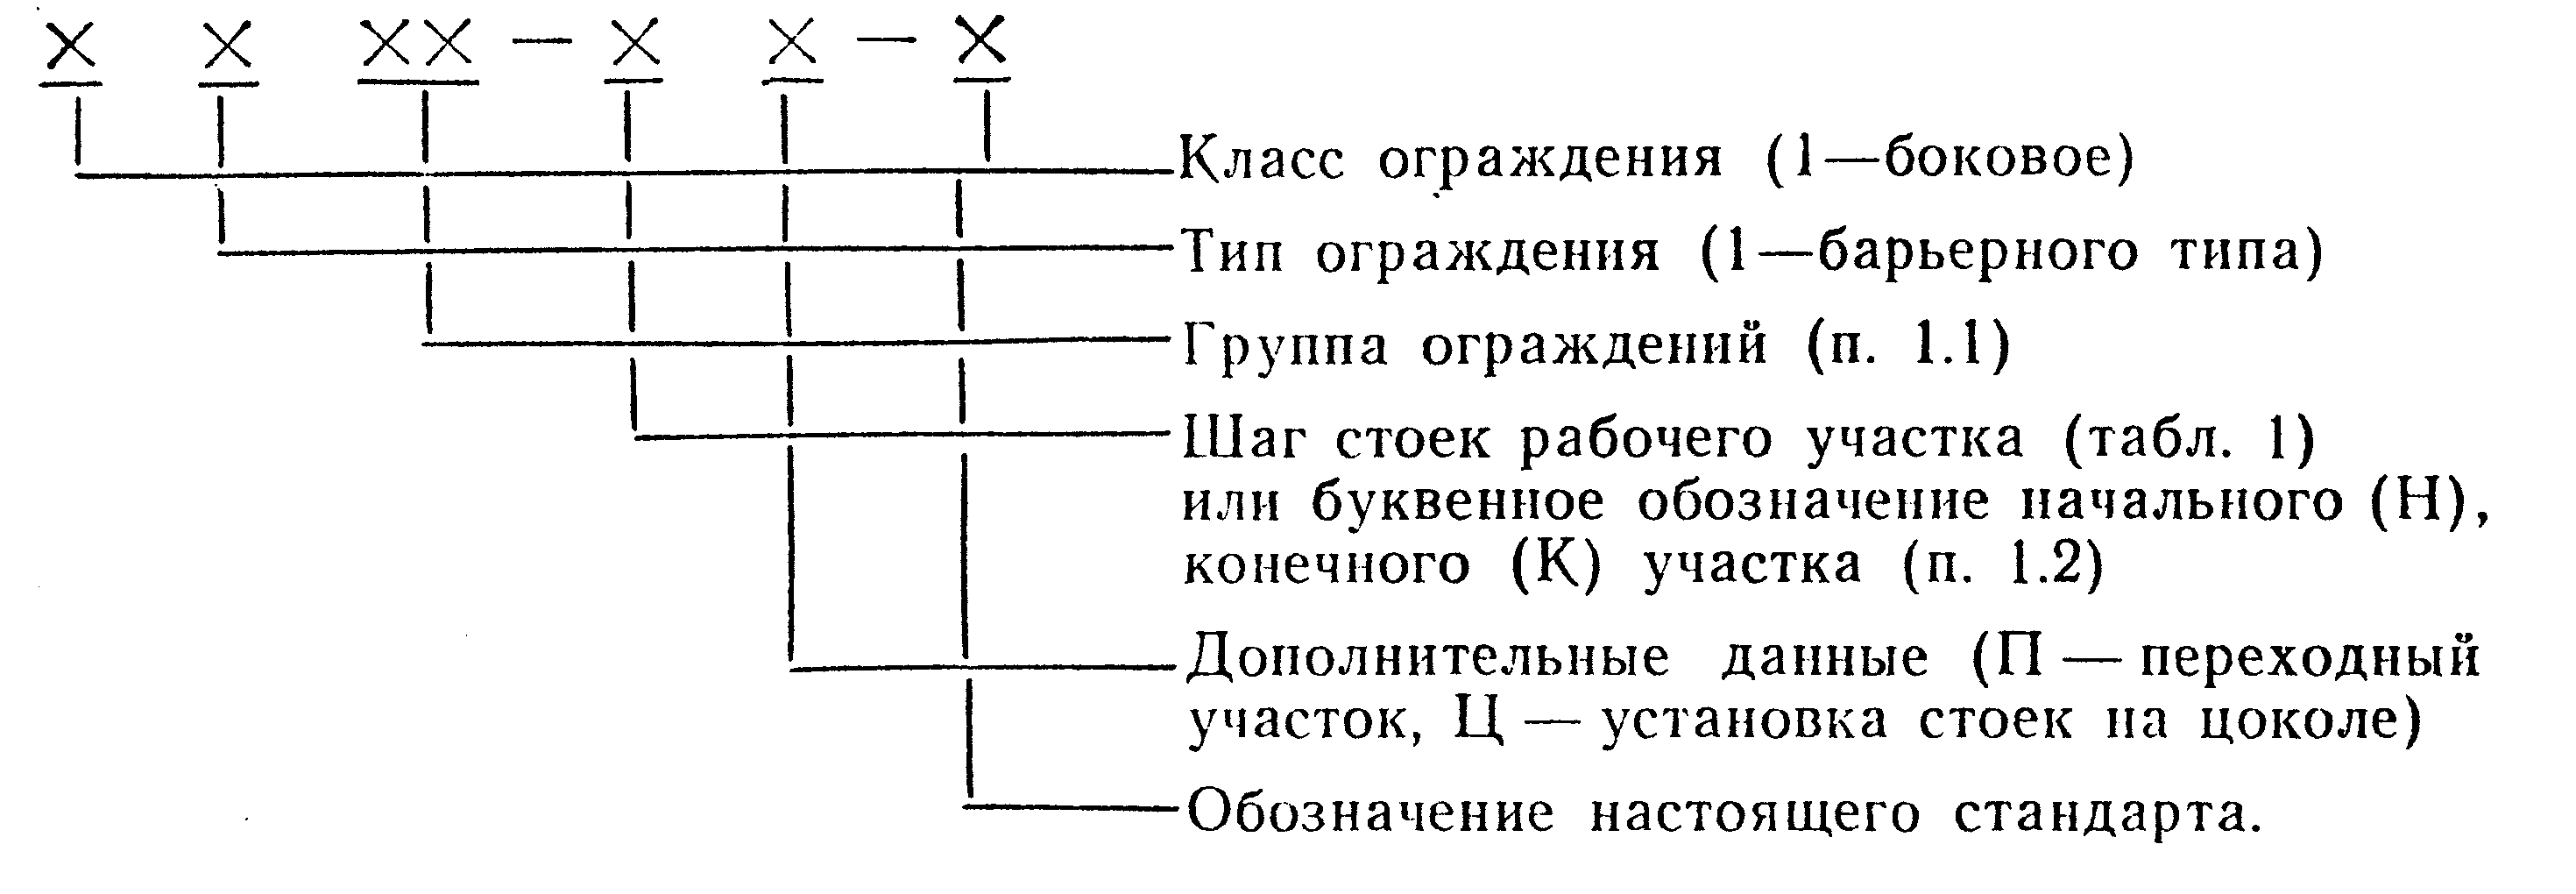 X X XX — X X — X
Класс ограждения (1—боковое)
Тип ограждения (1—барьерного типа)
Группа ограждений (п. 1.1)
Шаг стоек рабочего участка (табл. 1)
или буквенное обозначение начального (Н),
конечного (К) участка (п. 1.2)
Дополнительные данные (П — переходный
участок, Ц — установка стоек на цоколе)
Обозначение настоящего стандарта.